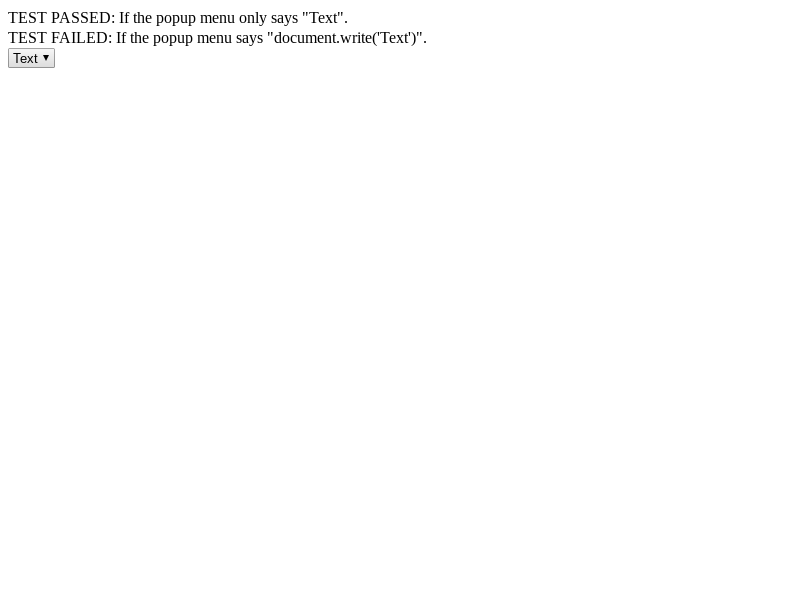 TEST PASSED: If the popup menu only says "Text".
TEST FAILED: If the popup menu says "document.write('Text')".
Text